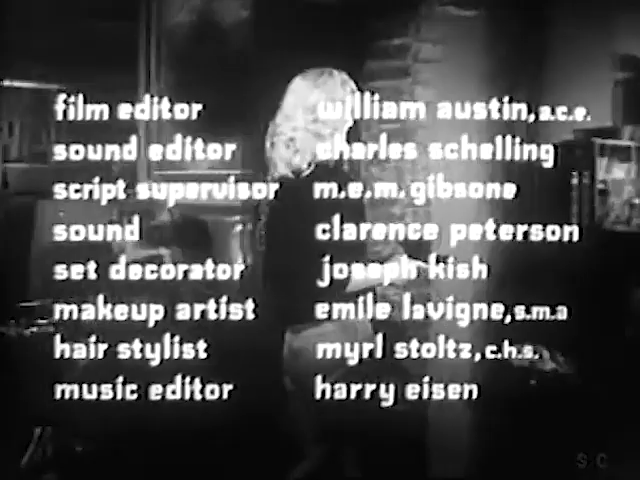 film editor william austin, a.c.e.
sound editor charles schelling
script supervisor m.e.m. gibsone
sound clarence peterson
set decorator joseph kish
makeup artist emile lavigne, s.m.a
hair stylist myrl stoltz, c.h.s.
music editor harry eisen
S C